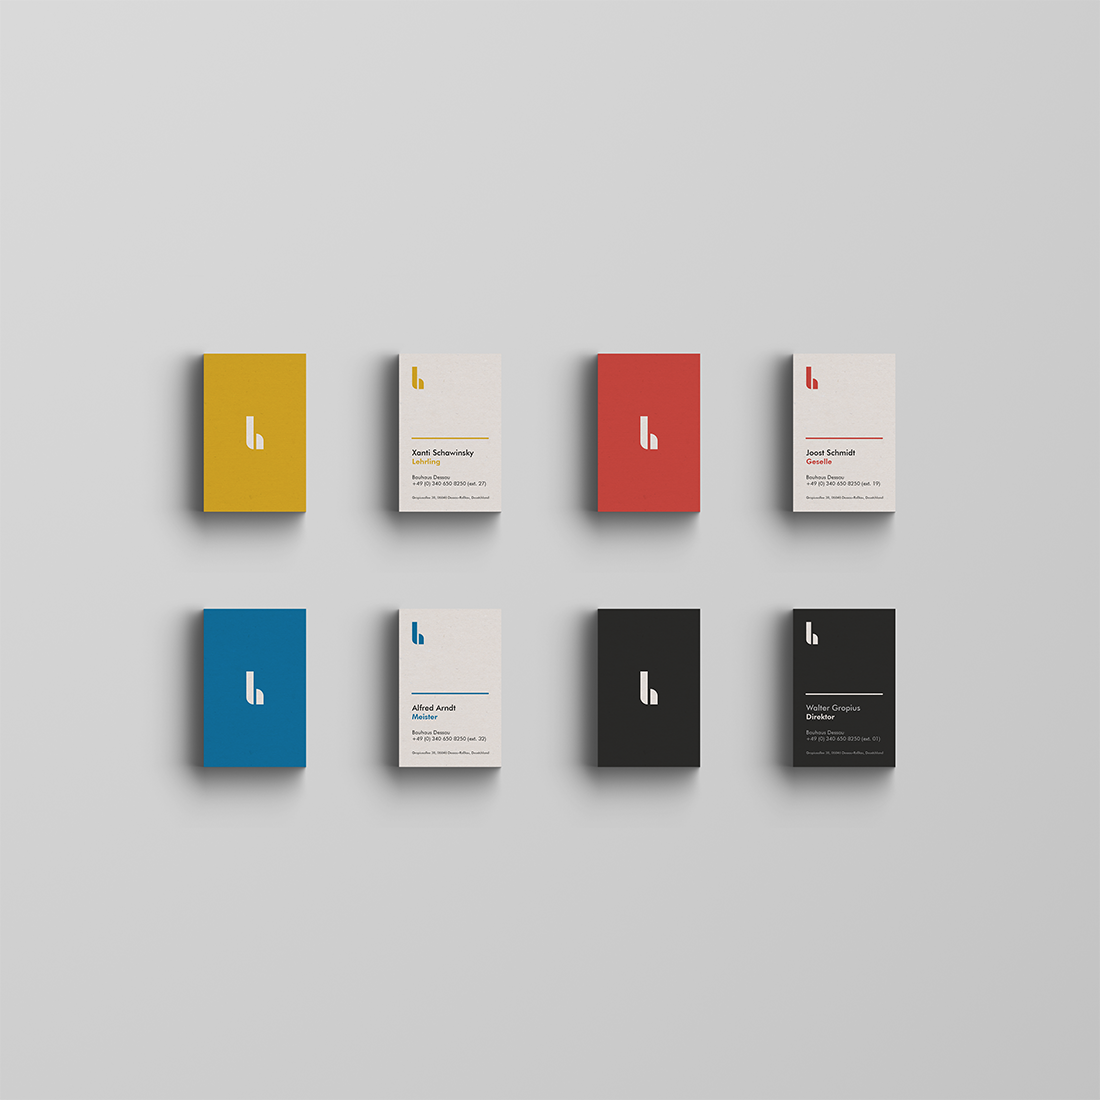 Xanti Schawinsky
Lehrling
Bauhaus Dessau
+49 (0) 340 650 8250 (ext. 27)
Joost Schmidt
Geselle
Bauhaus Dessau
+49 (0) 340 650 8250 (ext. 19)
Alfred Arndt
Meister
Bauhaus Dessau
+49 (0) 340 650 8250 (ext. 32)
Walter Gropius
Direktor
Bauhaus Dessau
+49 (0) 340 650 8250 (ext. 01)